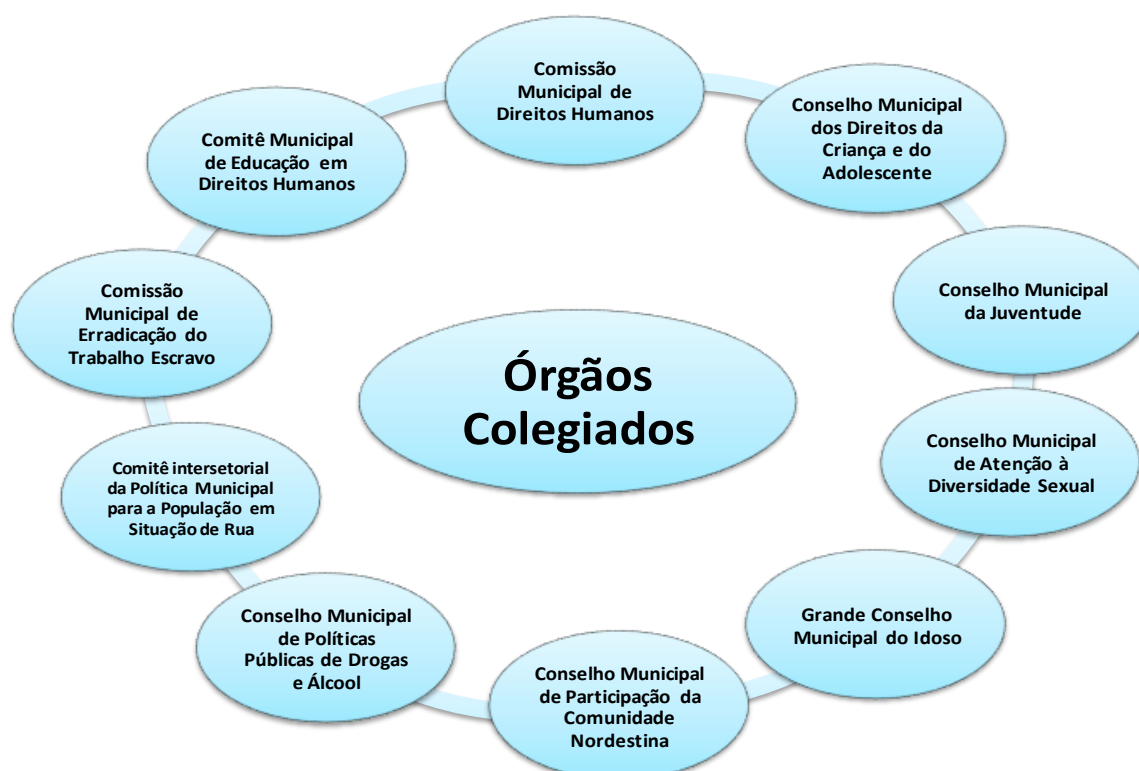 Comissão
Municipal de
Direitos Humanos
Conselho Municipal
dos Direitos da
Criança e do
Adolescente
Conselho Municipal
da Juventude
Conselho Municipal
de Atenção à
Diversidade Sexual
Grande Conselho
Municipal do Idoso
Conselho Municipal
de Participação da
Comunidade
Nordestina
Conselho Municipal
de Políticas
Públicas de Drogas
e Álcool
Comitê intersetorial
da Política Municipal
para a População em
Situação de Rua
Comissão
Municipal de
Erradicação do
Trabalho Escravo
Comitê Municipal
de Educação em
Direitos Humanos
Órgãos
Colegiados